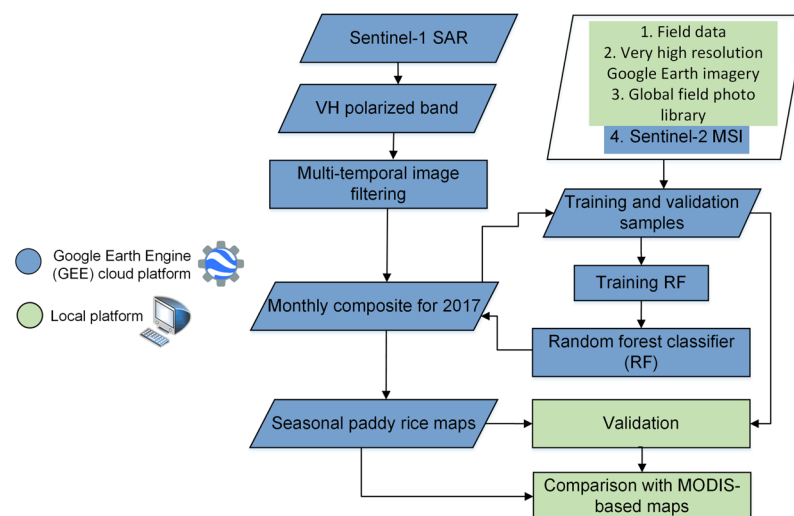 Sentinel-1 SAR
VH polarized band
Multi-temporal image
filtering
Monthly composite for 2017
Seasonal paddy rice maps
1. Field data
2. Very high resolution
Google Earth imagery
3. Global field photo
library
4. Sentinel-2 MSI
Training and validation
samples
Training RF
Random forest classifier
(RF)
Validation
Comparison with MODIS-
based maps
Google Earth Engine
(GEE) cloud platform
Local platform